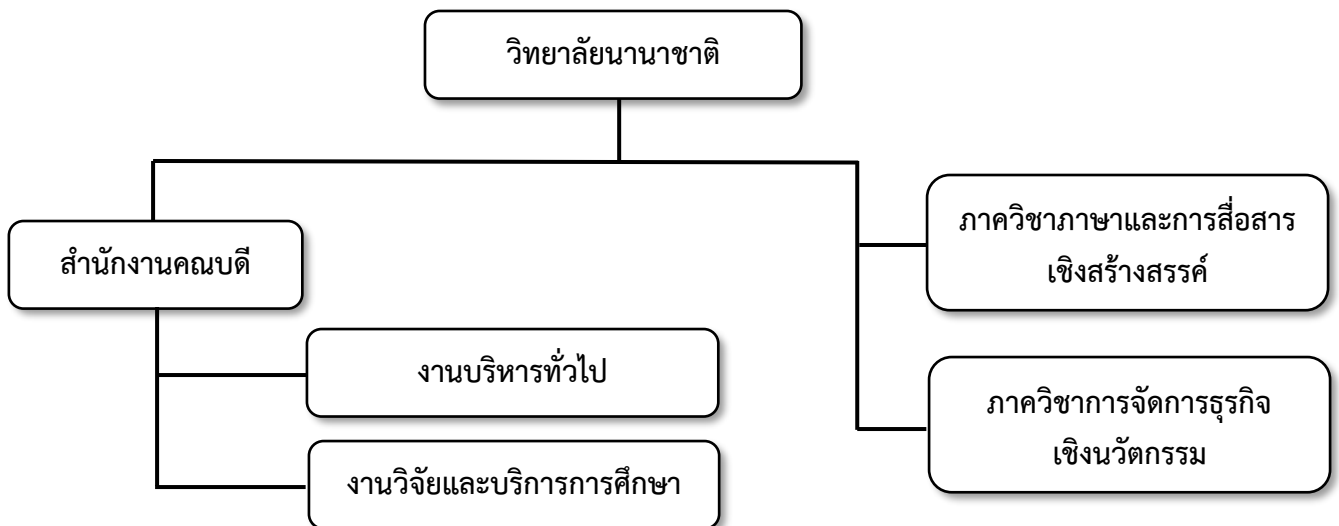 วิทยาลัยนานาชาติ
สำนักงานคณบดี
งานบริหารทั่วไป
งานวิจัยและบริการการศึกษา
ภาควิชาภาษาและการสื่อสาร
เชิงสร้างสรรค์
ภาควิชาการจัดการธุรกิจ
เชิงนวัตกรรม